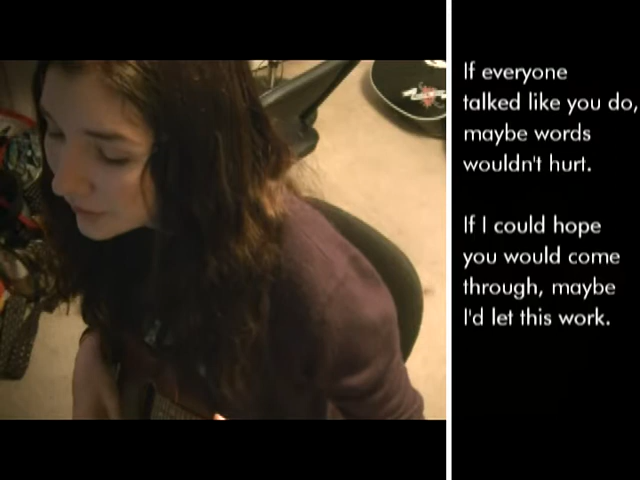 If everyone
talked like you do,
maybe words
wouldn't hurt.
If I could hope
you would come
through, maybe
I'd let this work.